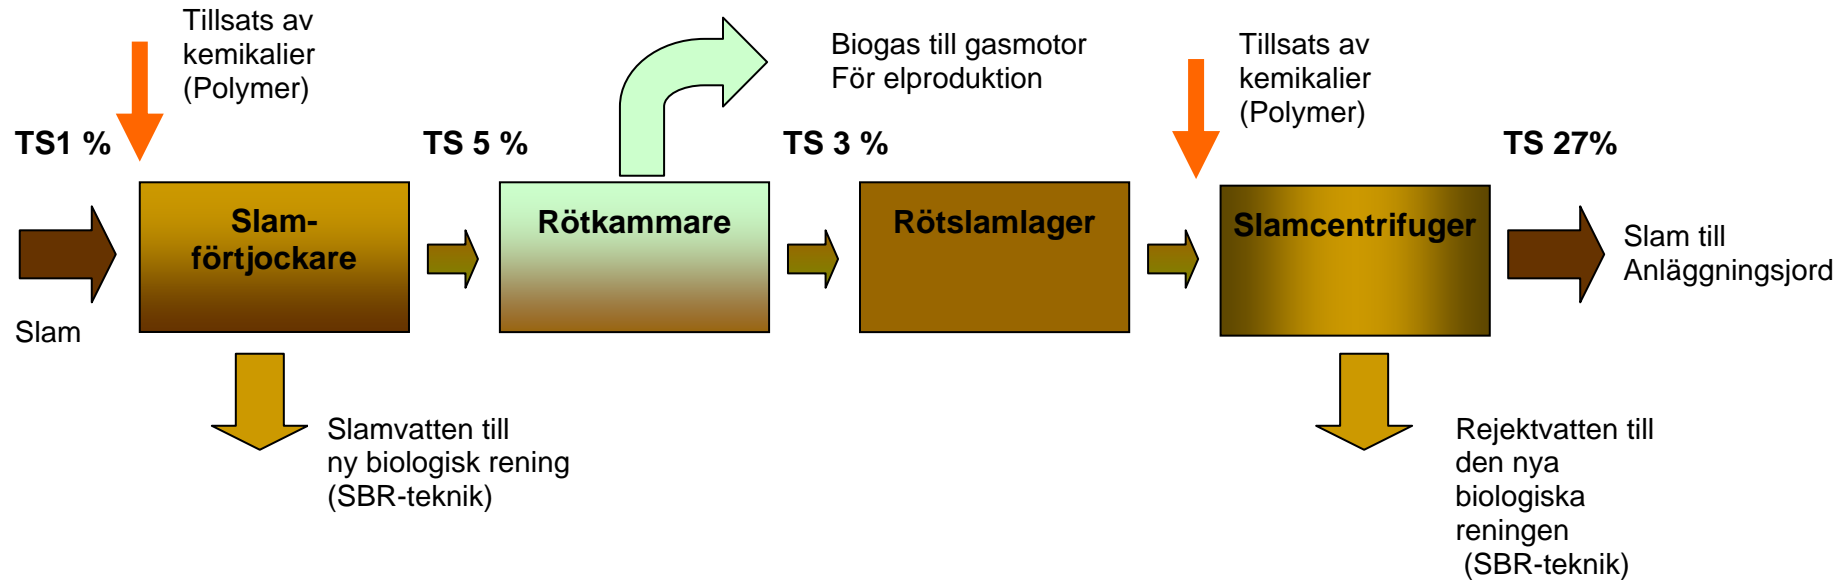 Tillsats av
kemikalier
(Polymer)
Biogas till gasmotor
För elproduktion
Tillsats av
kemikalier
(Polymer)
TS1 %
TS 5 %
TS 3 %
TS 27%
Slam-
förtjockare
Rötkammare
Rötslamlager
Slamcentrifuger
Slam
Slam till
Anläggningsjord
Slamvatten till
ny biologisk rening
(SBR-teknik)
Rejektvatten till
den nya
biologiska
reningen
(SBR-teknik)